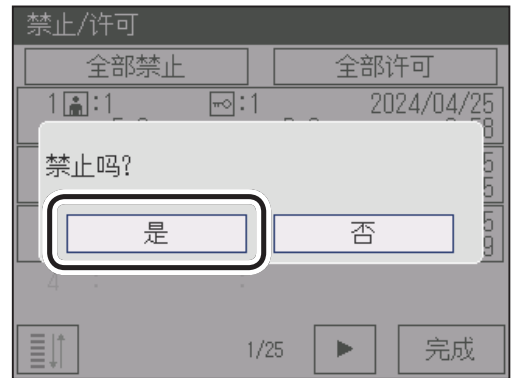 禁止/许可
全部禁止 全部许可
1 :1 :1 2024/04/25
禁止吗?
是 否
4 : :
1/25 完成